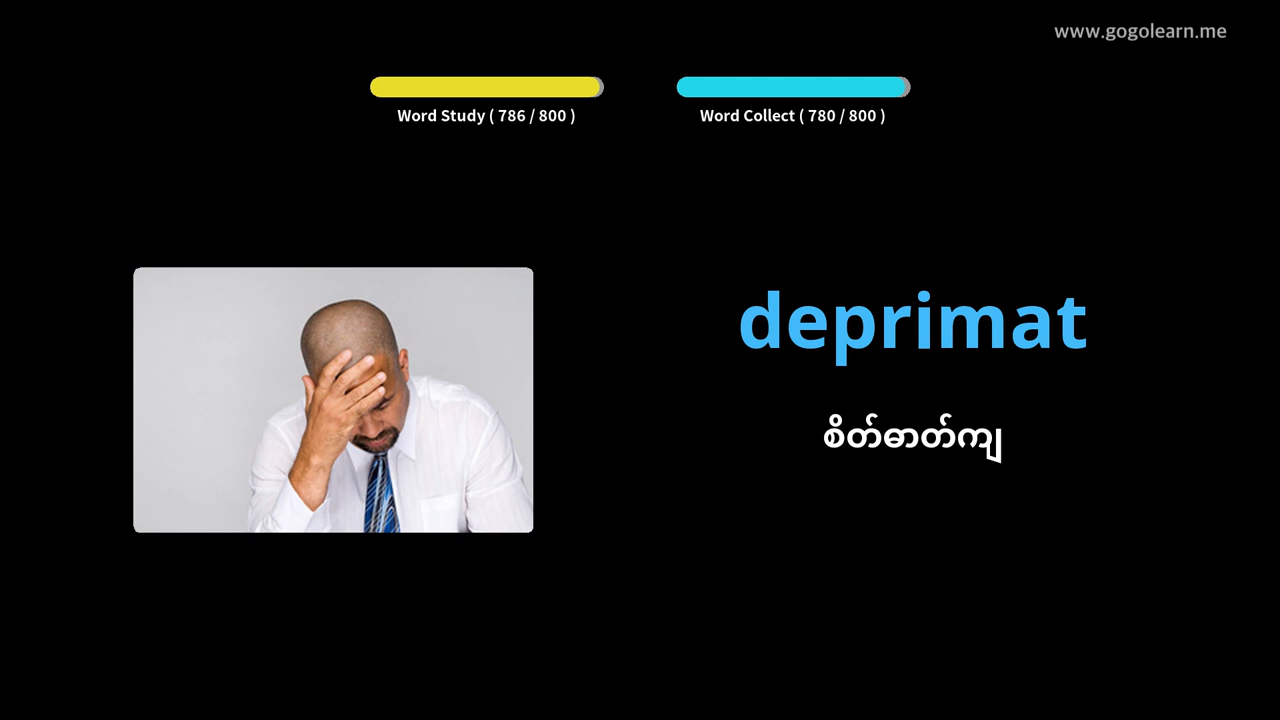 www.gogolearn.me
Word Study ( 786 / 800 )
Word Collect ( 780 / 800 )
deprimat
စိတ်ဓာတ်ကျ